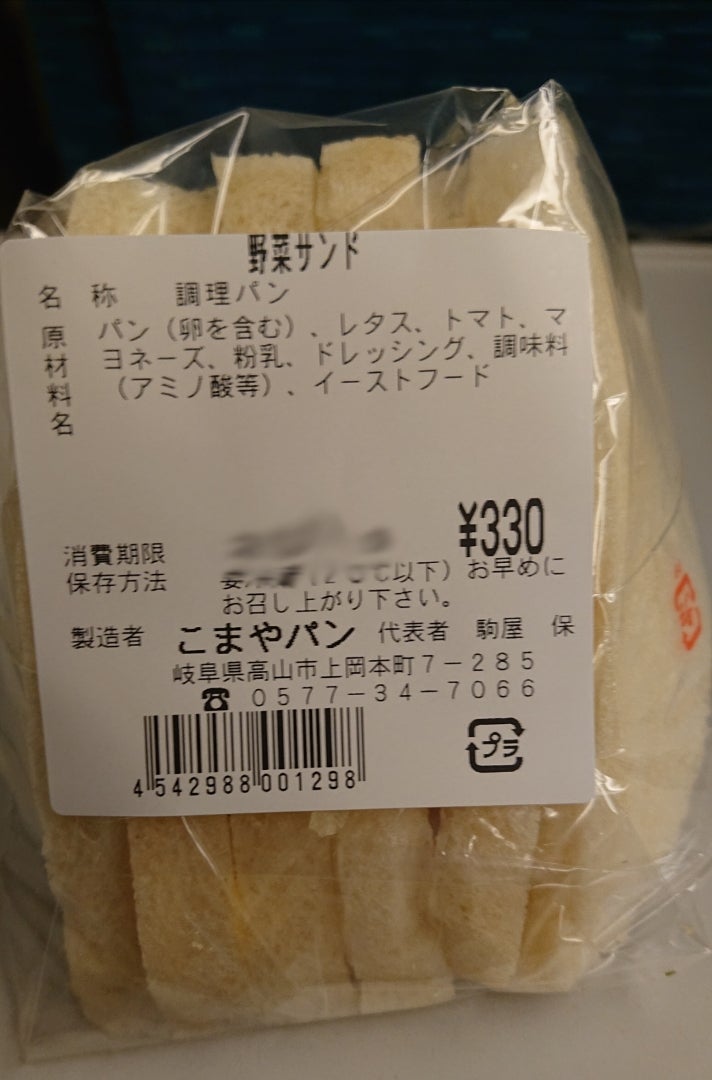 野菜サンド
名 称 調理パン
原材料名 パン（卵を含む）、レタス、トマト、マ
ヨネーズ、粉乳、ドレッシング、調味料
（アミノ酸等）、イーストフード
¥330
消費期限
保存方法 以下）お早めに
お召し上がり下さい。
製造者 こまやパン 代表者 駒屋 保
岐阜県高山市上岡本町7－285
☎ 0577－34－7066
4542988001298
プラ